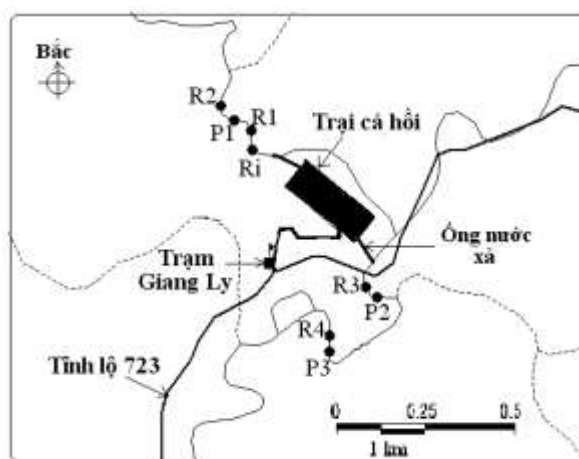 Bắc
R2
P1
R1
Ri
Trại cá hồi
Ống nước
xả
Trạm
Giang Ly
R3
P2
R4
P3
Tỉnh lộ 723
0 0.25 0.5
1 km